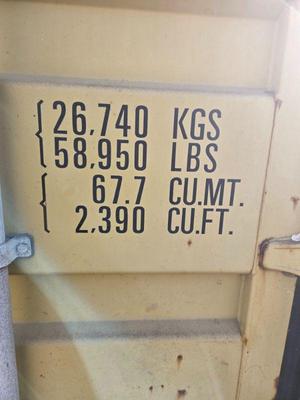 26,740 KGS
58,950 LBS
67.7 CU.MT.
2,390 CU.FT.